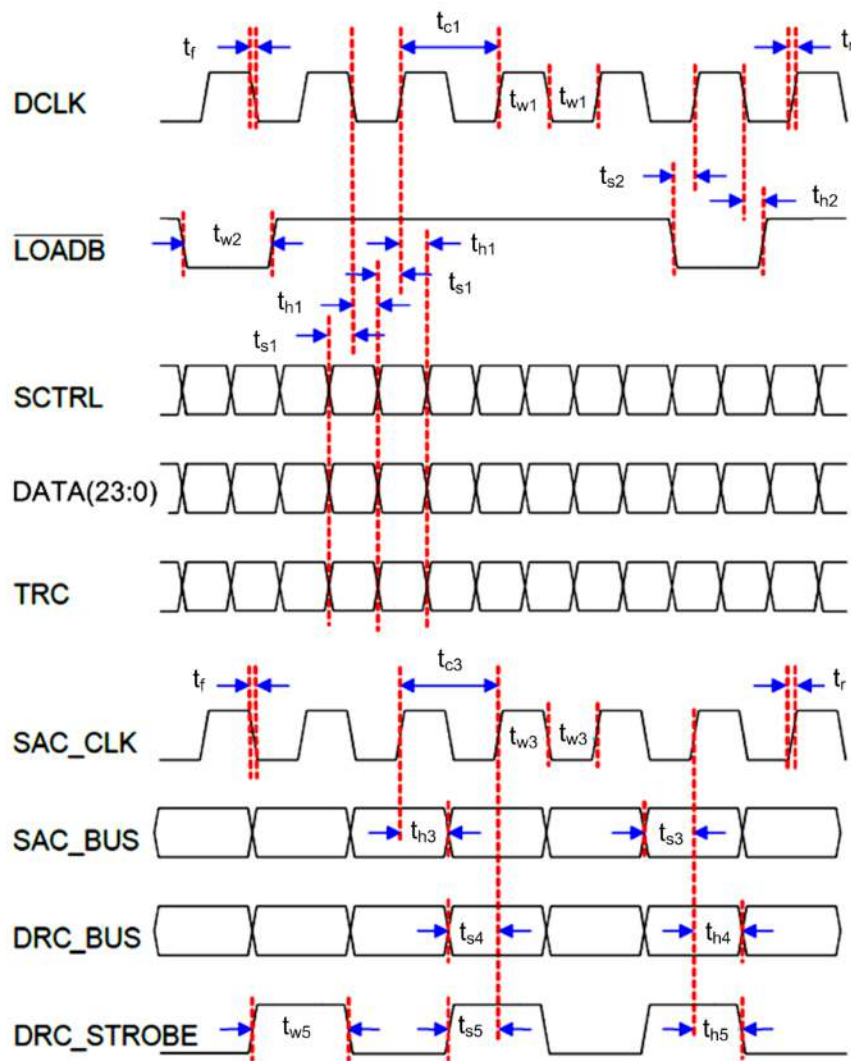 tc1
tf
tr
DCLK
tw1 tw1
ts2
th2
LOADB
tw2
th1
ts1
th1
ts1
SCTRL
DATA(23:0)
TRC
tc3
tf
tr
SAC_CLK
tw3 tw3
SAC_BUS
th3
ts3
DRC_BUS
ts4
th4
DRC_STROBE
tw5
ts5
th5